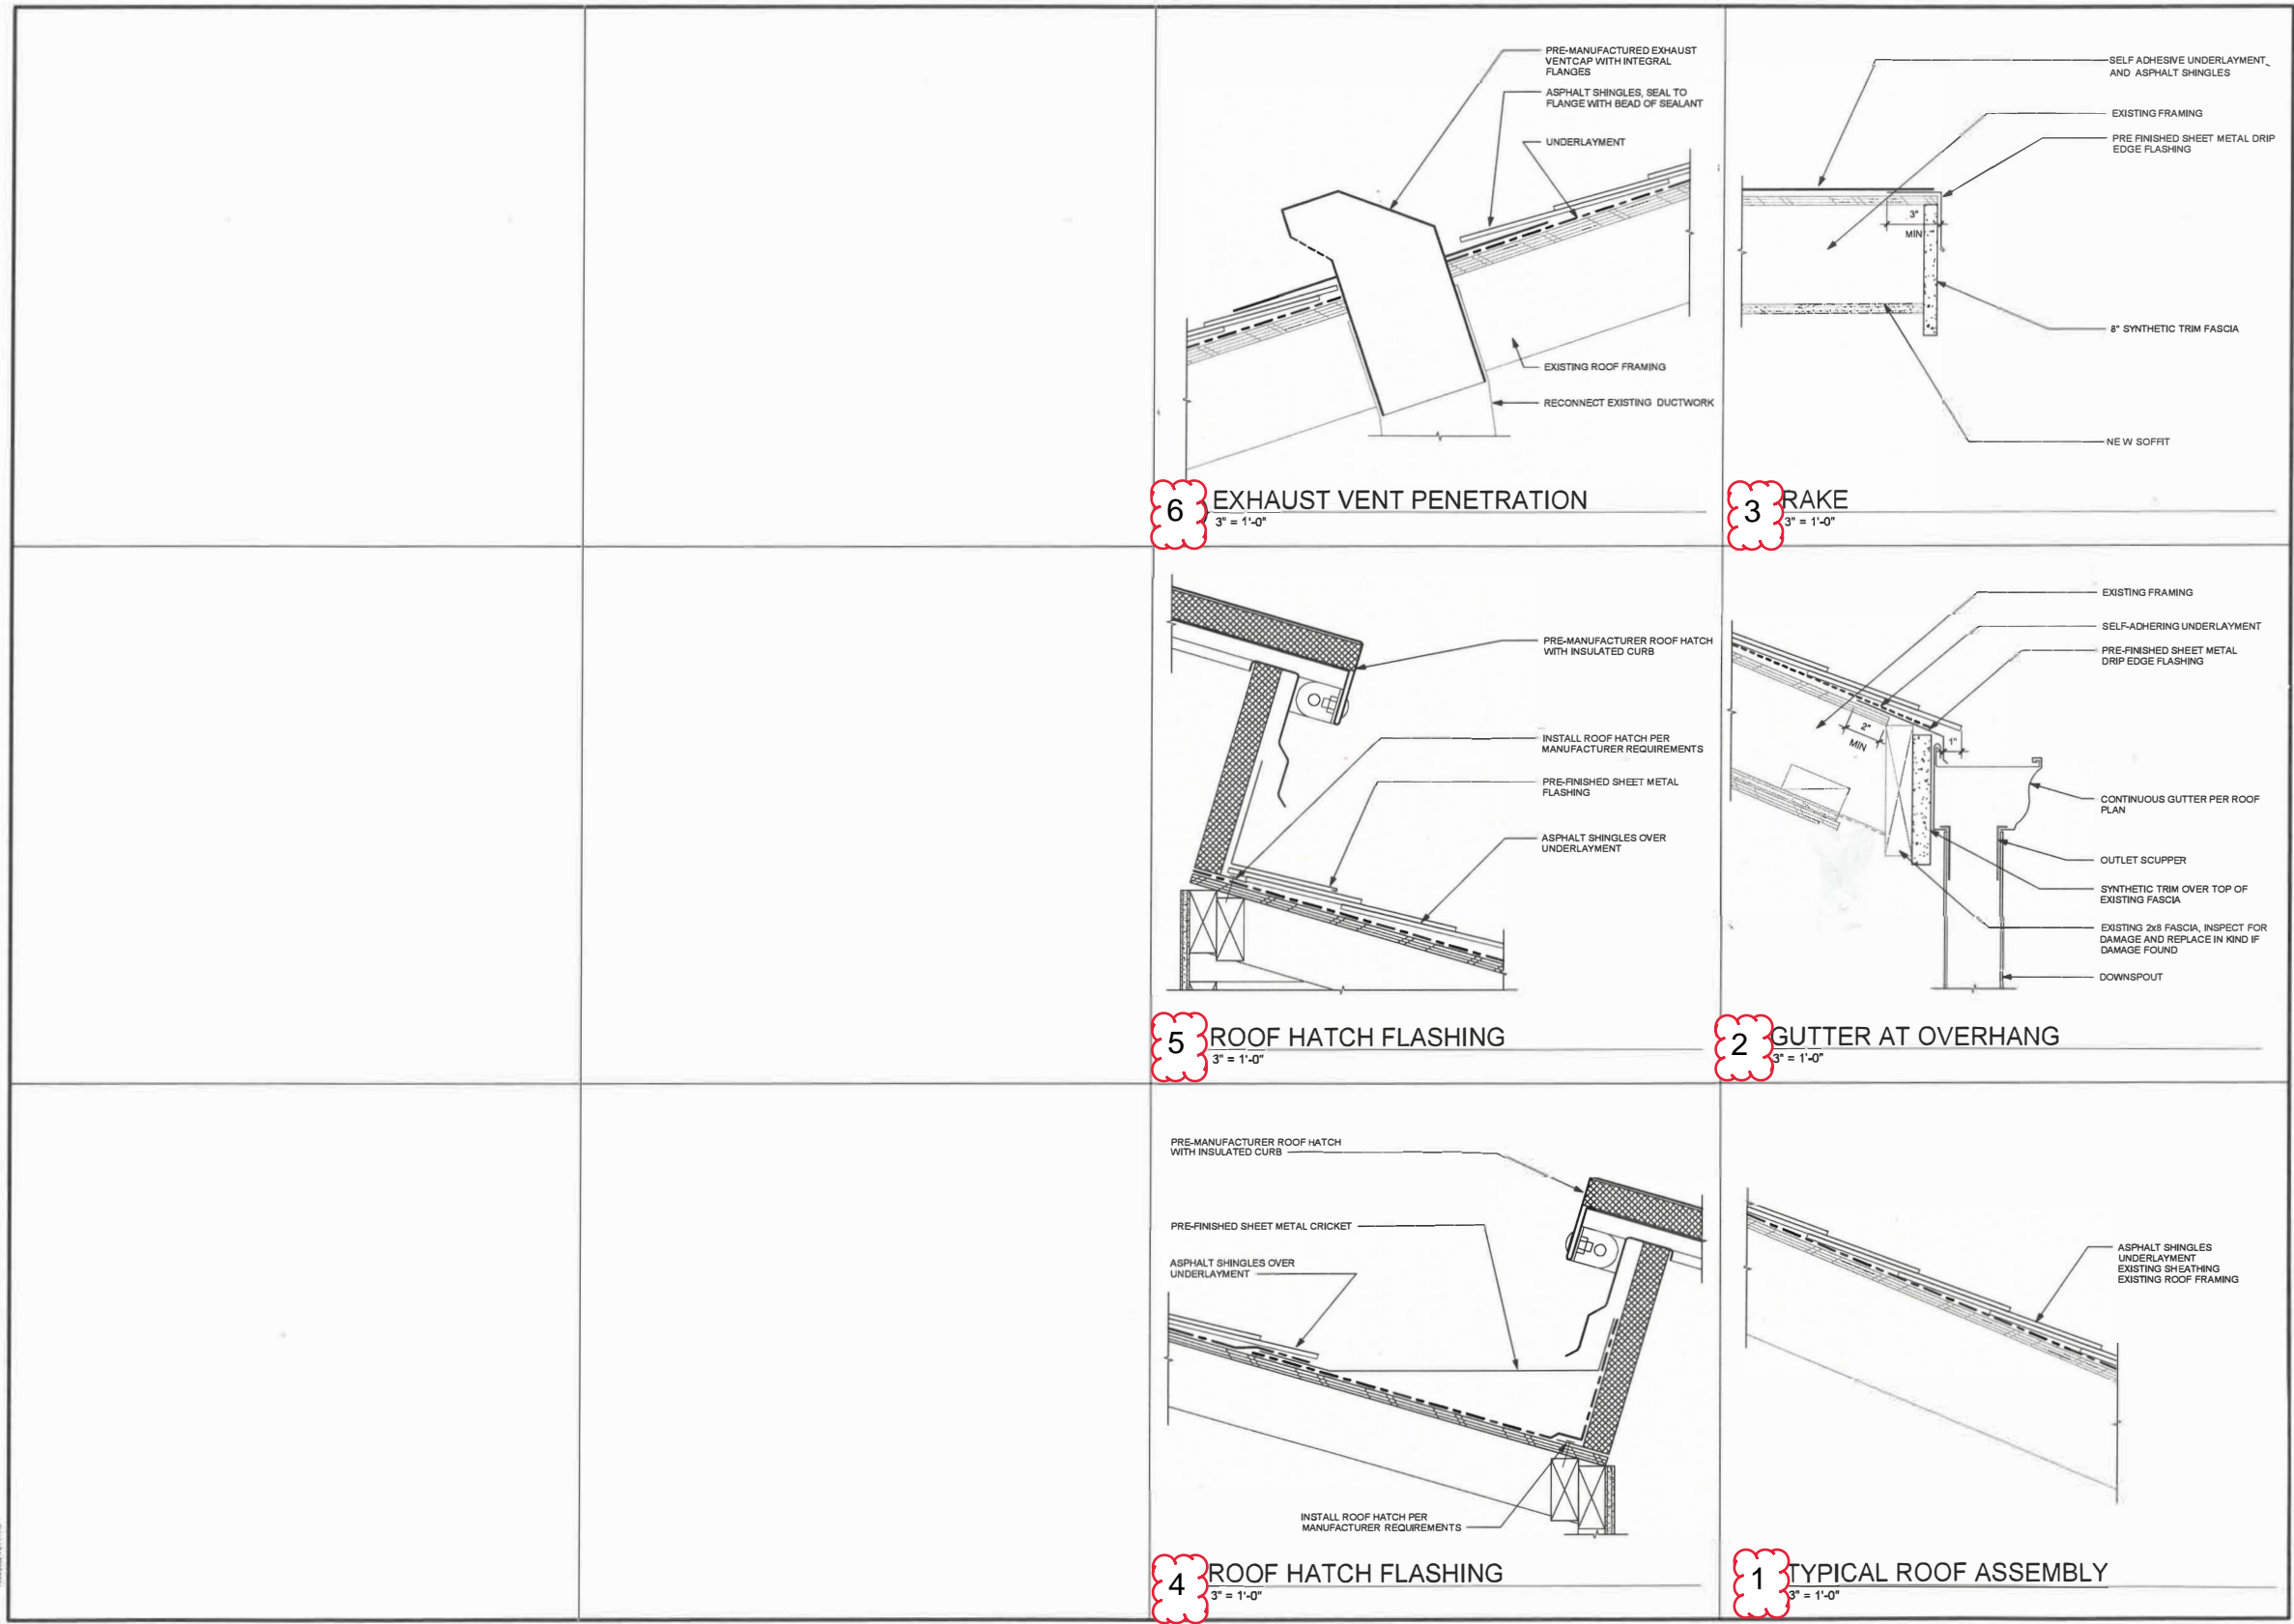 PRE-MANUFACTURED EXHAUST
VENTCAP WITH INTEGRAL
FLANGES
ASPHALT SHINGLES, SEAL TO
FLANGE WITH BEAD OF SEALANT
UNDERLAYMENT
EXISTING ROOF FRAMING
RECONNECT EXISTING DUCTWORK
6 EXHAUST VENT PENETRATION
3" = 1'-0"
SELF ADHESIVE UNDERLAYMENT
AND ASPHALT SHINGLES
EXISTING FRAMING
PRE FINISHED SHEET METAL DRIP
EDGE FLASHING
3"
MIN
8" SYNTHETIC TRIM FASCIA
NEW SOFFIT
3 RAKE
3" = 1'-0"
PRE-MANUFACTURER ROOF HATCH
WITH INSULATED CURB
INSTALL ROOF HATCH PER
MANUFACTURER REQUIREMENTS
PRE-FINISHED SHEET METAL
FLASHING
ASPHALT SHINGLES OVER
UNDERLAYMENT
5 ROOF HATCH FLASHING
3" = 1'-0"
EXISTING FRAMING
SELF-ADHERING UNDERLAYMENT
PRE-FINISHED SHEET METAL
DRIP EDGE FLASHING
2"
MIN
1"
CONTINUOUS GUTTER PER ROOF
PLAN
OUTLET SCUPPER
SYNTHETIC TRIM OVER TOP OF
EXISTING FASCIA
EXISTING 2x8 FASCIA, INSPECT FOR
DAMAGE AND REPLACE IN KIND IF
DAMAGE FOUND
DOWNSPOUT
2 GUTTER AT OVERHANG
3" = 1'-0"
PRE-MANUFACTURER ROOF HATCH
WITH INSULATED CURB
PRE-FINISHED SHEET METAL CRICKET
ASPHALT SHINGLES OVER
UNDERLAYMENT
INSTALL ROOF HATCH PER
MANUFACTURER REQUIREMENTS
4 ROOF HATCH FLASHING
3" = 1'-0"
ASPHALT SHINGLES
UNDERLAYMENT
EXISTING SHEATHING
EXISTING ROOF FRAMING
1 TYPICAL ROOF ASSEMBLY
3" = 1'-0"